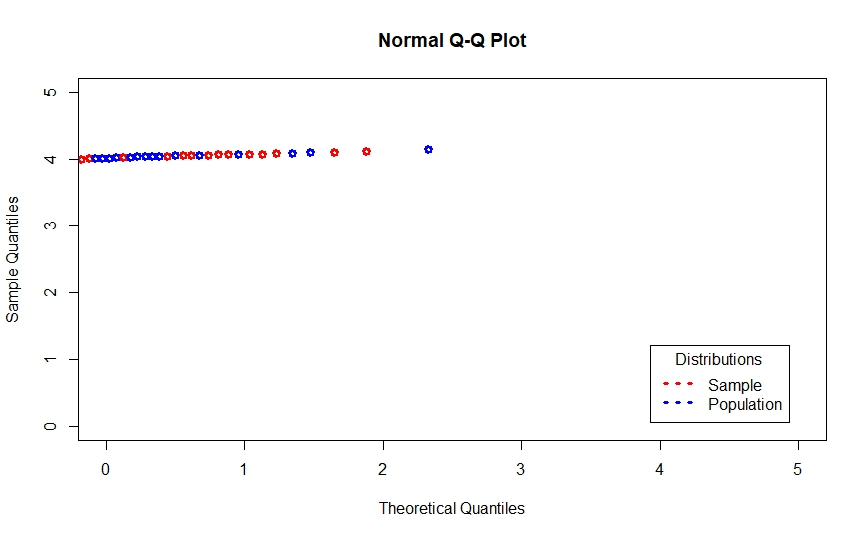 Normal Q-Q Plot
Sample Quantiles
5
4
3
2
1
0
Distributions
Sample
Population
0 1 2 3 4 5
Theoretical Quantiles